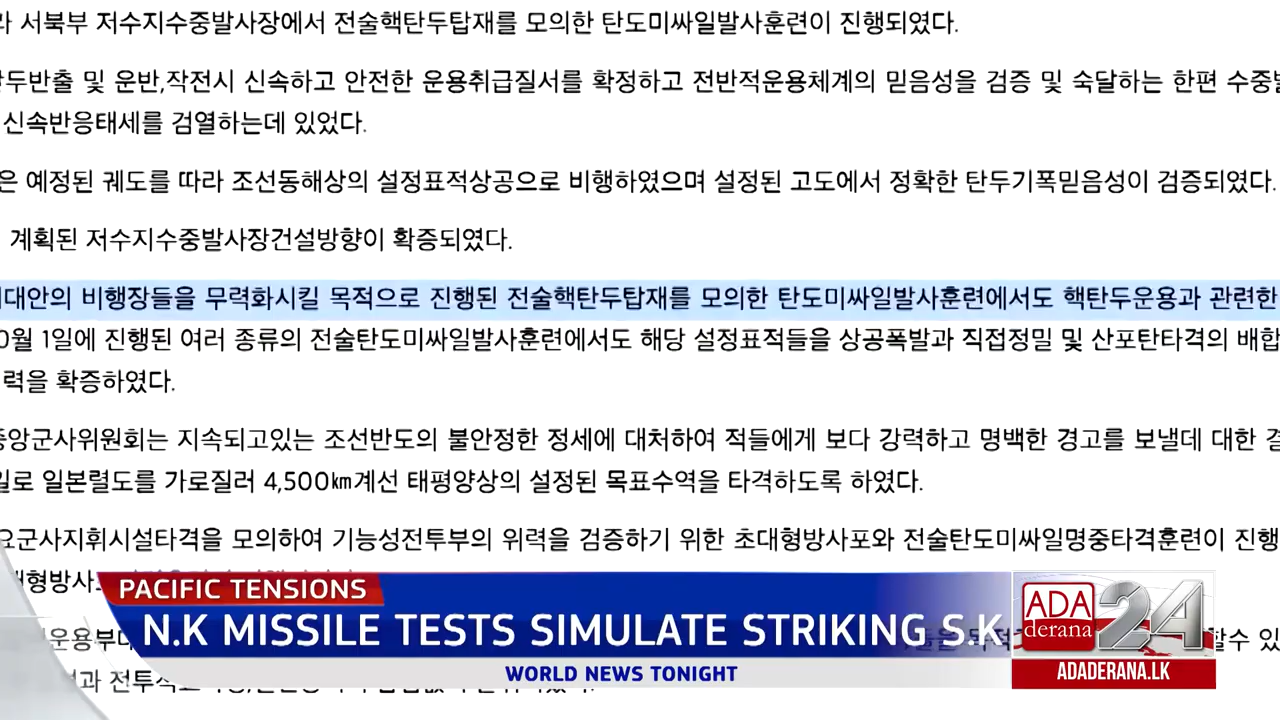 서북부 저수지수중발사장에서 전술핵탄두탑재를 모의한 탄도미싸일발사훈련이 진행되였다.
및 운반,작전시 신속하고 안전한 운용취급질서를 확정하고 전반적운용체계의 믿음성을 검증 및 숙달하는 한편
신속반응태세를 검열하는데 있었다.
은 예정된 궤도를 따라 조선동해상의 설정표적상공으로 비행하였으며 설정된 고도에서 정확한 탄두기폭믿음성이 검증되였다.
계획된 저수지수중발사장건설방향이 확증되였다.
비행장들을 무력화시킬 목적으로 진행된 전술핵탄두탑재를 모의한 탄도미싸일발사훈련에서도 핵탄두운용과 관련한
0월 1일에 진행된 여러 종류의 전술탄도미싸일발사훈련에서도 해당 설정표적들을 상공폭발과 직접정밀 및 산포탄타격의 배합
력을 확증하였다.
중앙군사위원회는 지속되고있는 조선반도의 불안정한 정세에 대처하여 적들에게 보다 강력하고 명백한 경고를 보낼데 대한
일로 일본렬도를 가로질러 4,500㎞계선 태평양상의 설정된 목표수역을 타격하도록 하였다.
요군사지휘시설타격을 모의하여 기능성전투부의 위력을 검증하기 위한 초대형방사포와 전술탄도미싸일명중타격훈련이 진행
PACIFIC TENSIONS
N.K MISSILE TESTS SIMULATE STRIKING S.K
할수
WORLD NEWS TONIGHT
ADA
derana
24
ADADERANA.LK